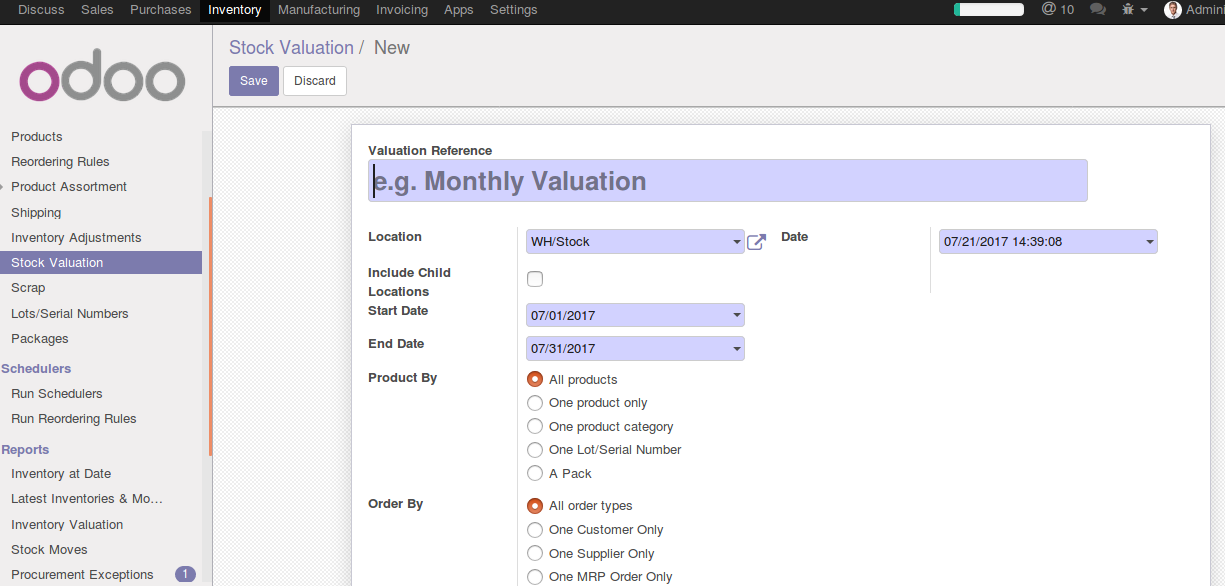 Discuss Sales Purchases Inventory Manufacturing Invoicing Apps Settings @ 10 Admini
odoo
Stock Valuation / New
Save Discard
Products
Reordering Rules
Product Assortment
Shipping
Inventory Adjustments
Stock Valuation
Scrap
Lots/Serial Numbers
Packages
Schedulers
Run Schedulers
Run Reordering Rules
Reports
Inventory at Date
Latest Inventories & Mo...
Inventory Valuation
Stock Moves
Procurement Exceptions 1
Valuation Reference
e.g. Monthly Valuation
Location WH/Stock Date 07/21/2017 14:39:08
Include Child
Locations
Start Date 07/01/2017
End Date 07/31/2017
Product By All products
One product only
One product category
One Lot/Serial Number
A Pack
Order By All order types
One Customer Only
One Supplier Only
One MRP Order Only